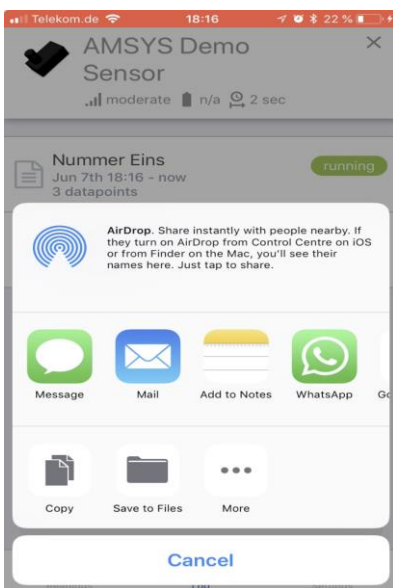 Telekom.de 18:16 22 %
AMSYS Demo
Sensor
moderate n/a 2 sec
Nummer Eins
running
Jun 7th 18:16 - now
3 datapoints
AirDrop. Share instantly with people nearby. If
they turn on AirDrop from Control Centre on iOS
or from Finder on the Mac, you'll see their
names here. Just tap to share.
Message Mail Add to Notes WhatsApp Go
Copy Save to Files More
Cancel